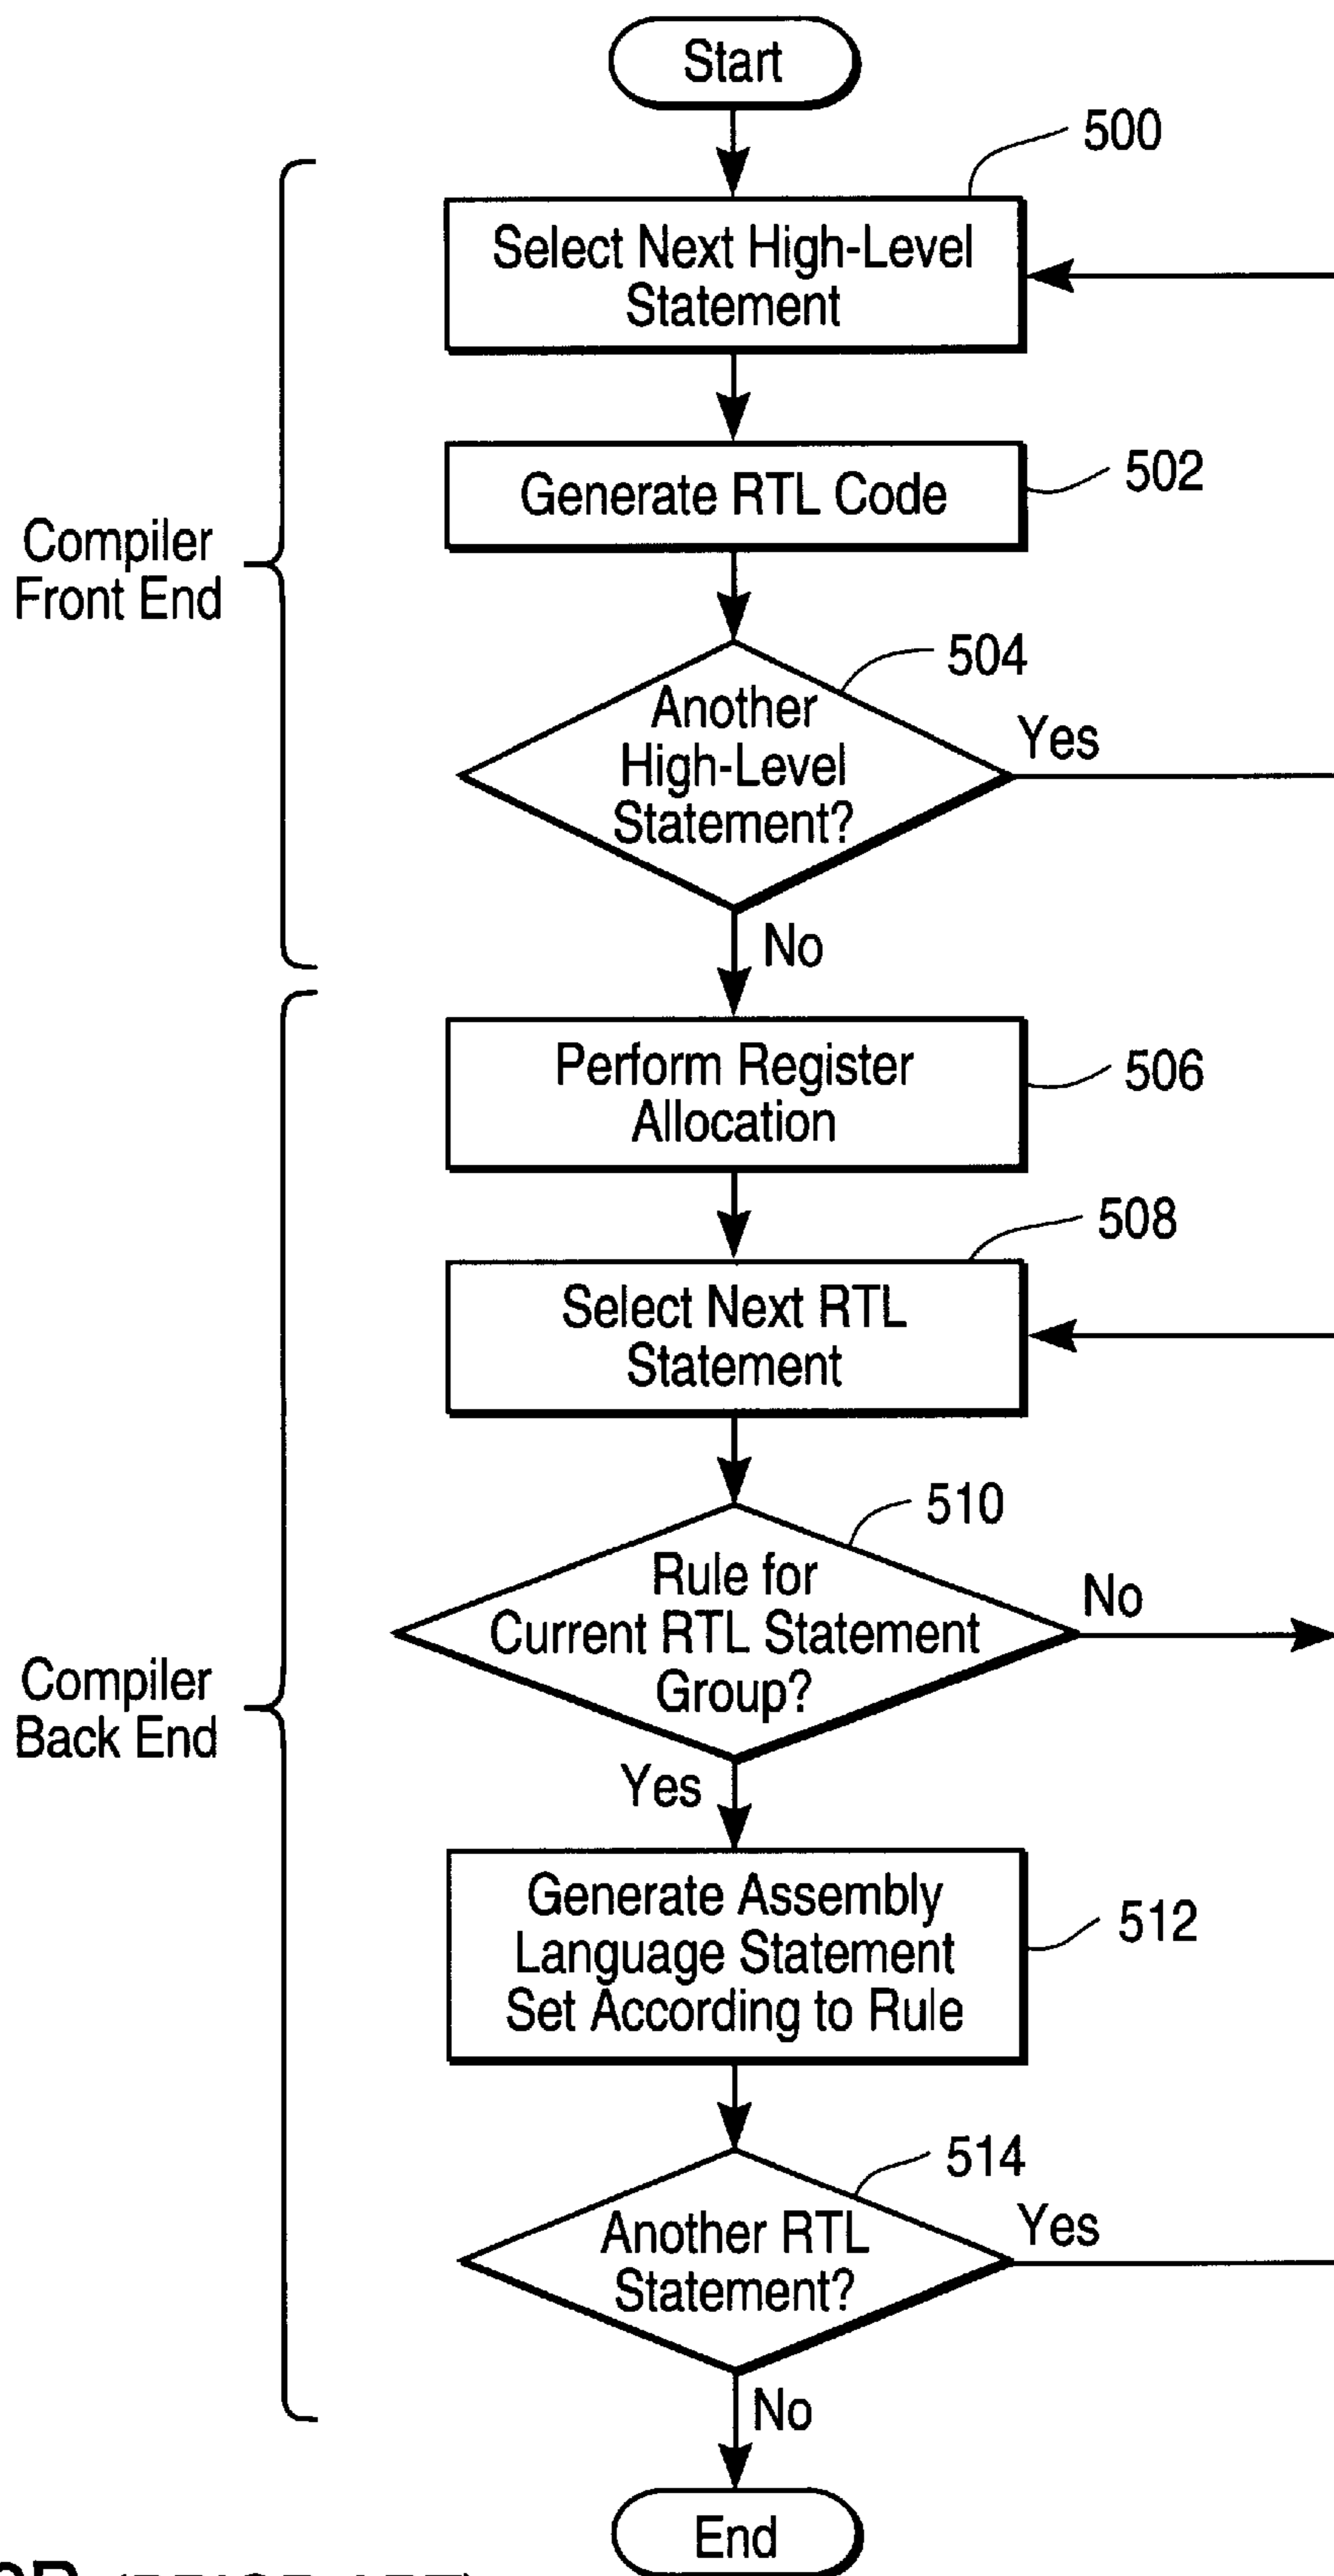 Start
500
Select Next High-Level
Statement
502
Generate RTL Code
Compiler
Front End
504
Another
High-Level
Statement?
Yes
No
Perform Register
Allocation
506
508
Select Next RTL
Statement
510
Rule for
Current RTL Statement
Group?
No
Compiler
Back End
Yes
Generate Assembly
Language Statement
Set According to Rule
512
514
Another RTL
Statement?
Yes
No
End